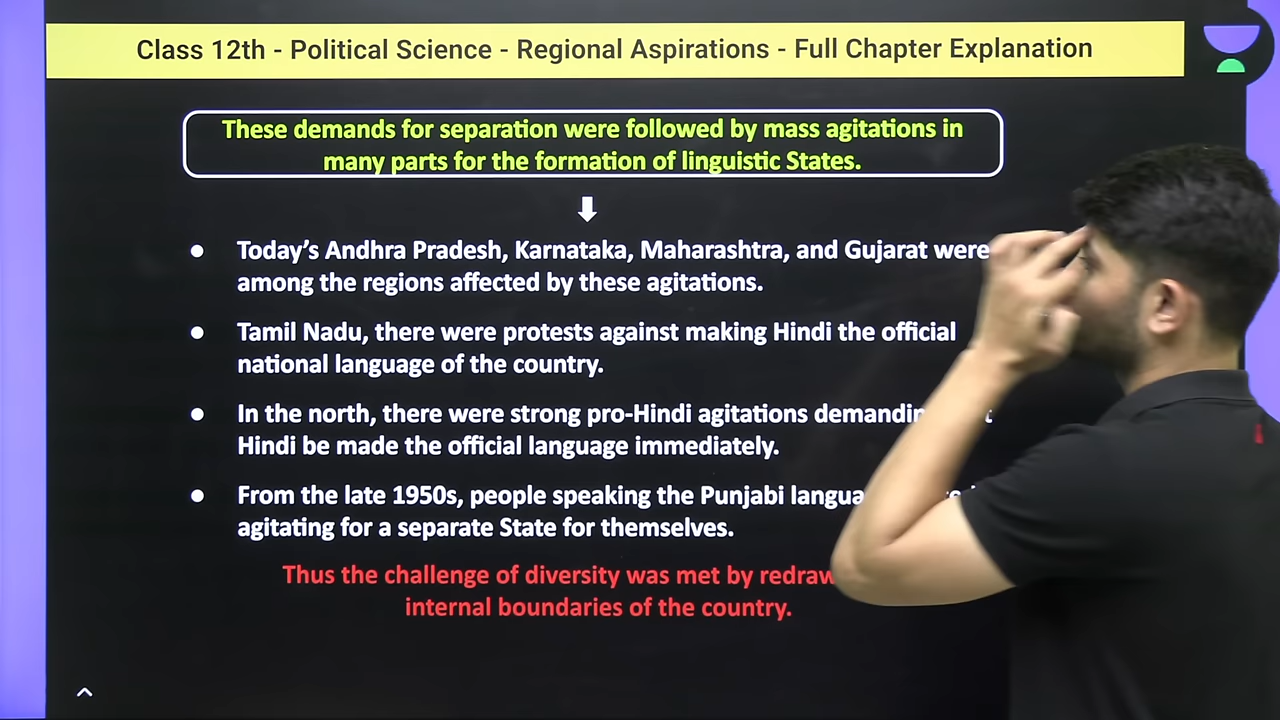 Class 12th - Political Science - Regional Aspirations - Full Chapter Explanation
These demands for separation were followed by mass agitations in
many parts for the formation of linguistic States.
● Today's Andhra Pradesh, Karnataka, Maharashtra, and Gujarat were
among the regions affected by these agitations.
● Tamil Nadu, there were protests against making Hindi the official
national language of the country.
● In the north, there were strong pro-Hindi agitations
Hindi be made the official language immediately.
● From the late 1950s, people speaking the Punjabi
agitating for a separate State for themselves.
Thus the challenge of diversity was met by
internal boundaries of the country.